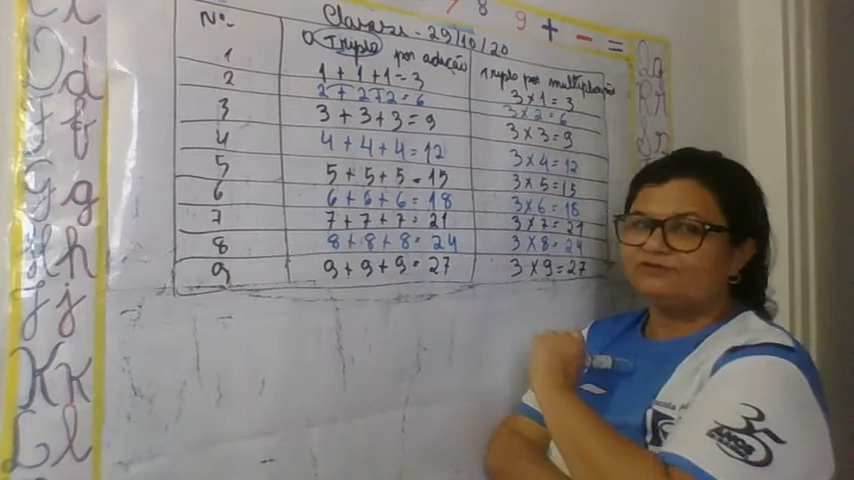 8 9 + - =
Nº
29/10/20
O Triplo por adução
Triplo por multiplicação
1 1 + 1 + 1 = 3 3 x 1 = 3
2 2 + 2 + 2 = 6 3 x 2 = 6
3 3 + 3 + 3 = 9 3 x 3 = 9
4 4 + 4 + 4 = 12 3 x 4 = 12
5 5 + 5 + 5 = 15 3 x 5 = 15
6 6 + 6 + 6 = 18 3 x 6 = 18
7 7 + 7 + 7 = 21 3 x 7 = 21
8 8 + 8 + 8 = 24 3 x 8 = 24
9 9 + 9 + 9 = 27 3 x 9 = 27
d
G g
H h
J j
K k
L l
Q q
R r
35